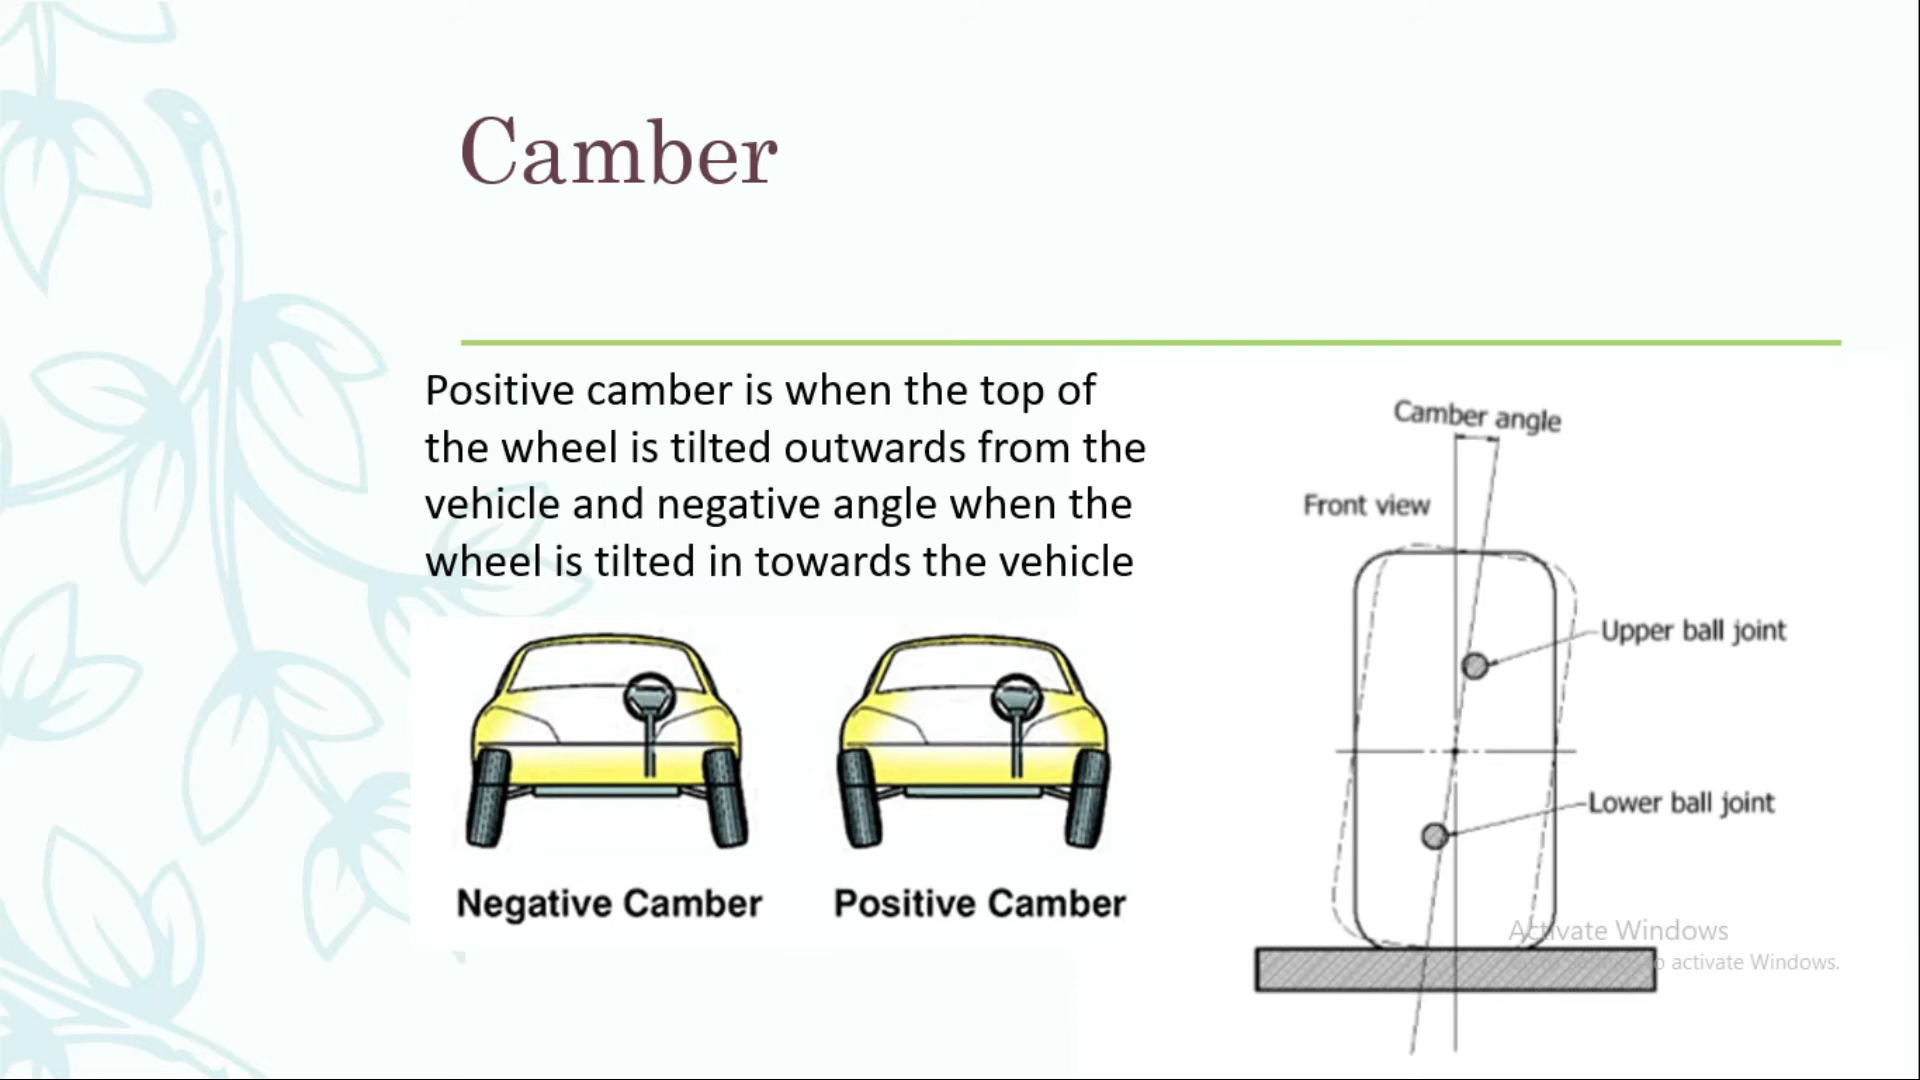 Camber
Positive camber is when the top of
the wheel is tilted outwards from the
vehicle and negative angle when the
wheel is tilted in towards the vehicle
Negative Camber
Positive Camber
Camber angle
Front view
Upper ball joint
Lower ball joint
Activate Windows
activate Windows.